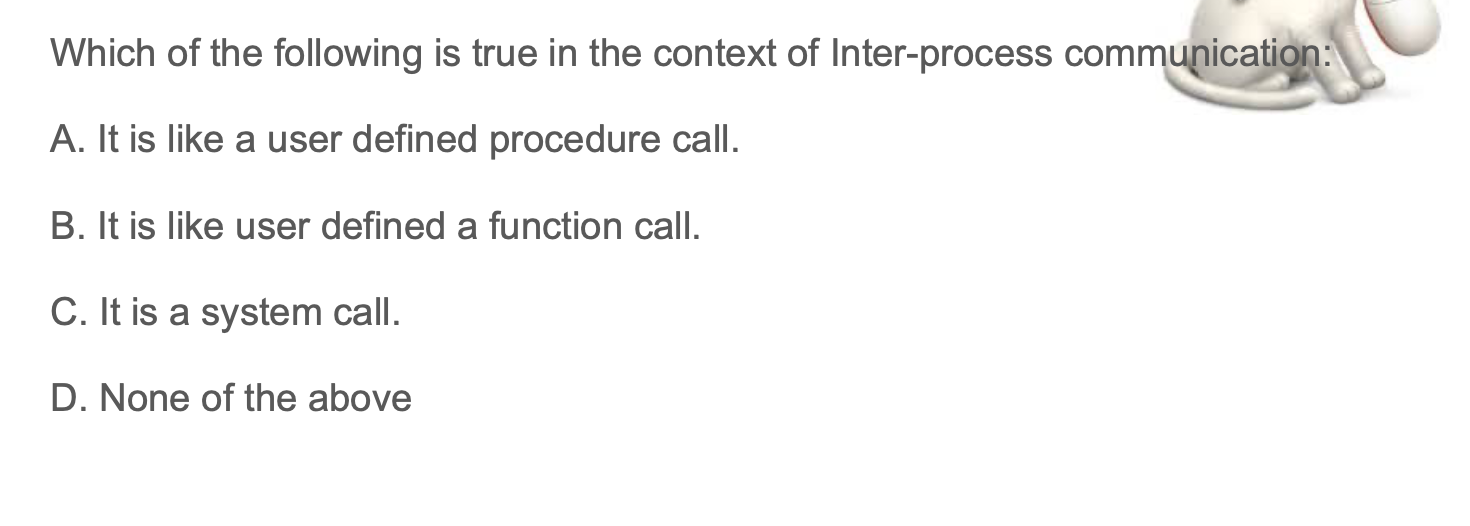 Which of the following is true in the context of Inter-process communication:
A. It is like a user defined procedure call.
B. It is like user defined a function call.
C. It is a system call.
D. None of the above